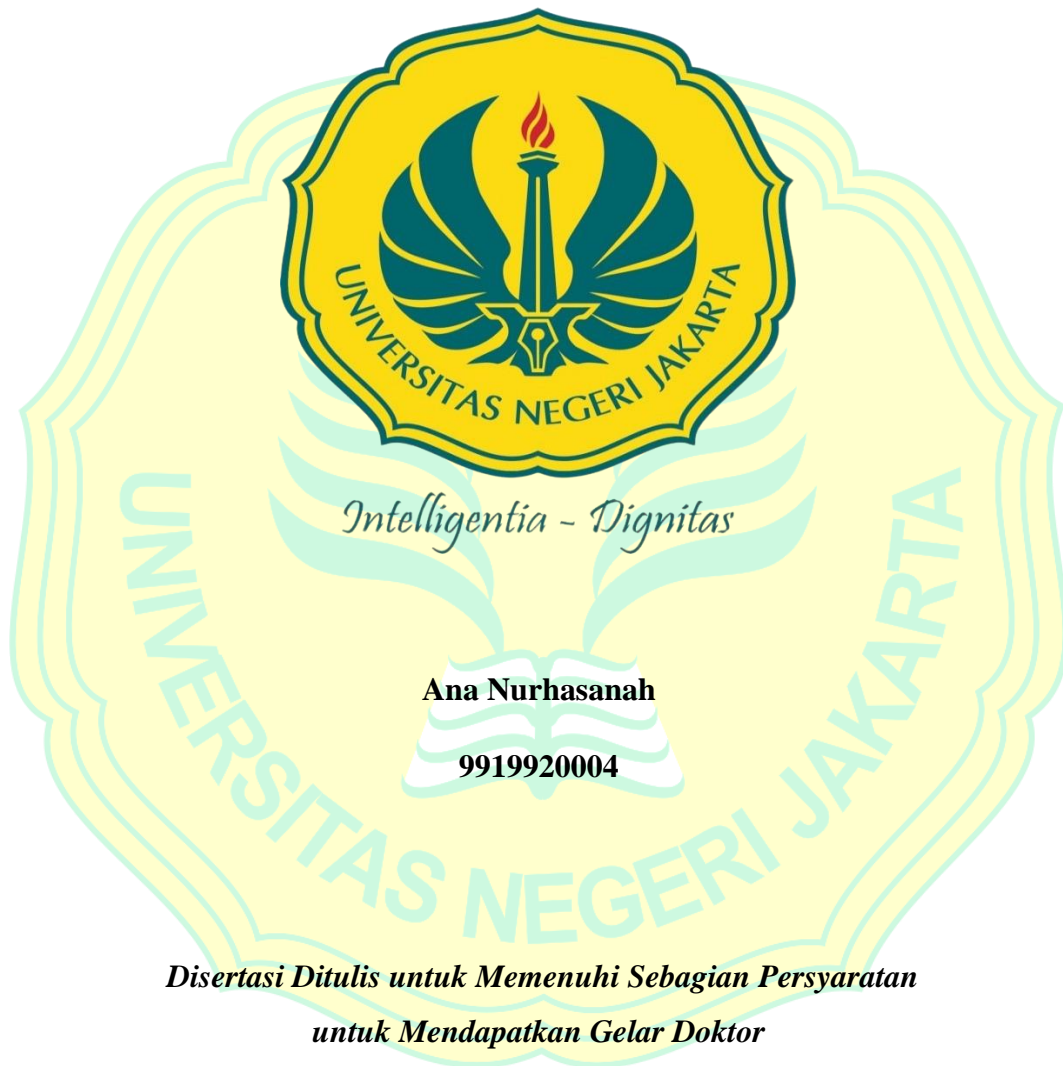 UNIVERSITAS NEGERI JAKARTA
Intelligentia - Dignitas
UNIVERSITAS NEGERI JAKARTA
Ana Nurhasanah
9919920004
Disertasi Ditulis untuk Memenuhi Sebagian Persyaratan
untuk Mendapatkan Gelar Doktor